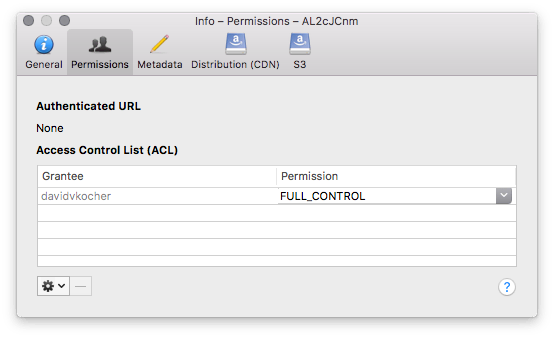 Info – Permissions – AL2cJCnm
General Permissions Metadata Distribution (CDN) S3
Authenticated URL
None
Access Control List (ACL)
Grantee Permission
davidvkocher FULL_CONTROL
?